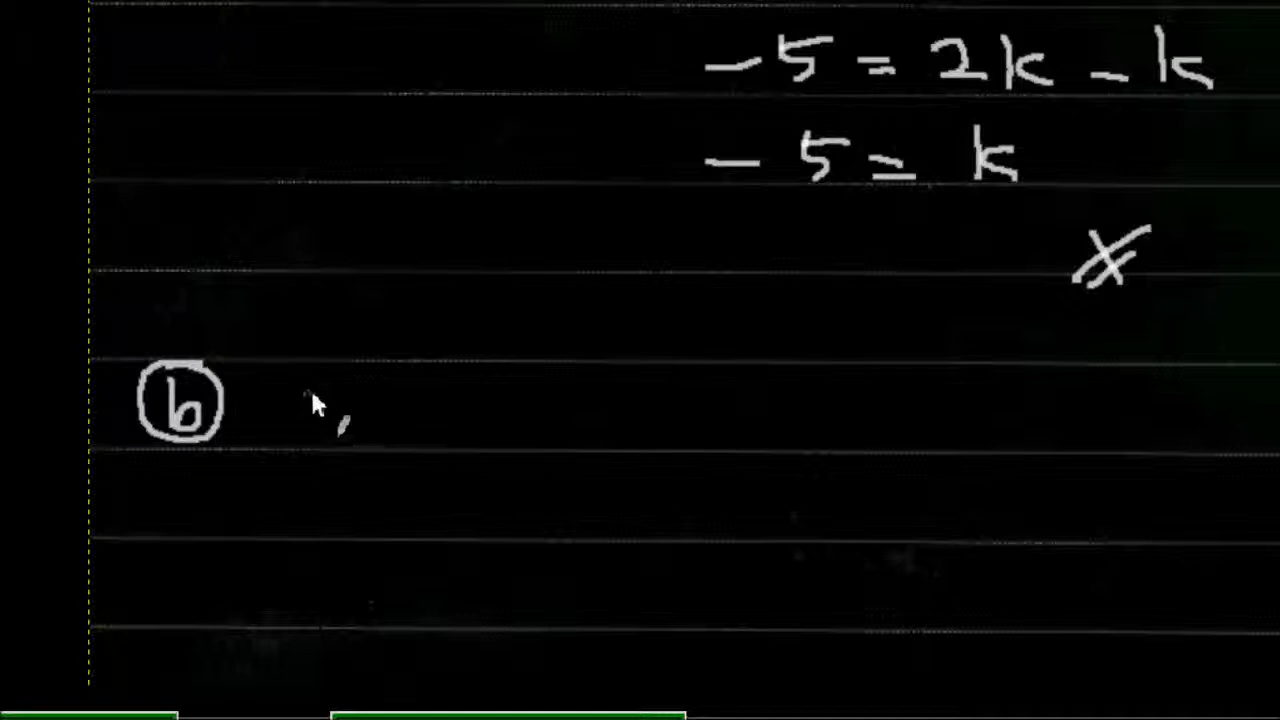 -5 = 2k - k
-5 = k
b